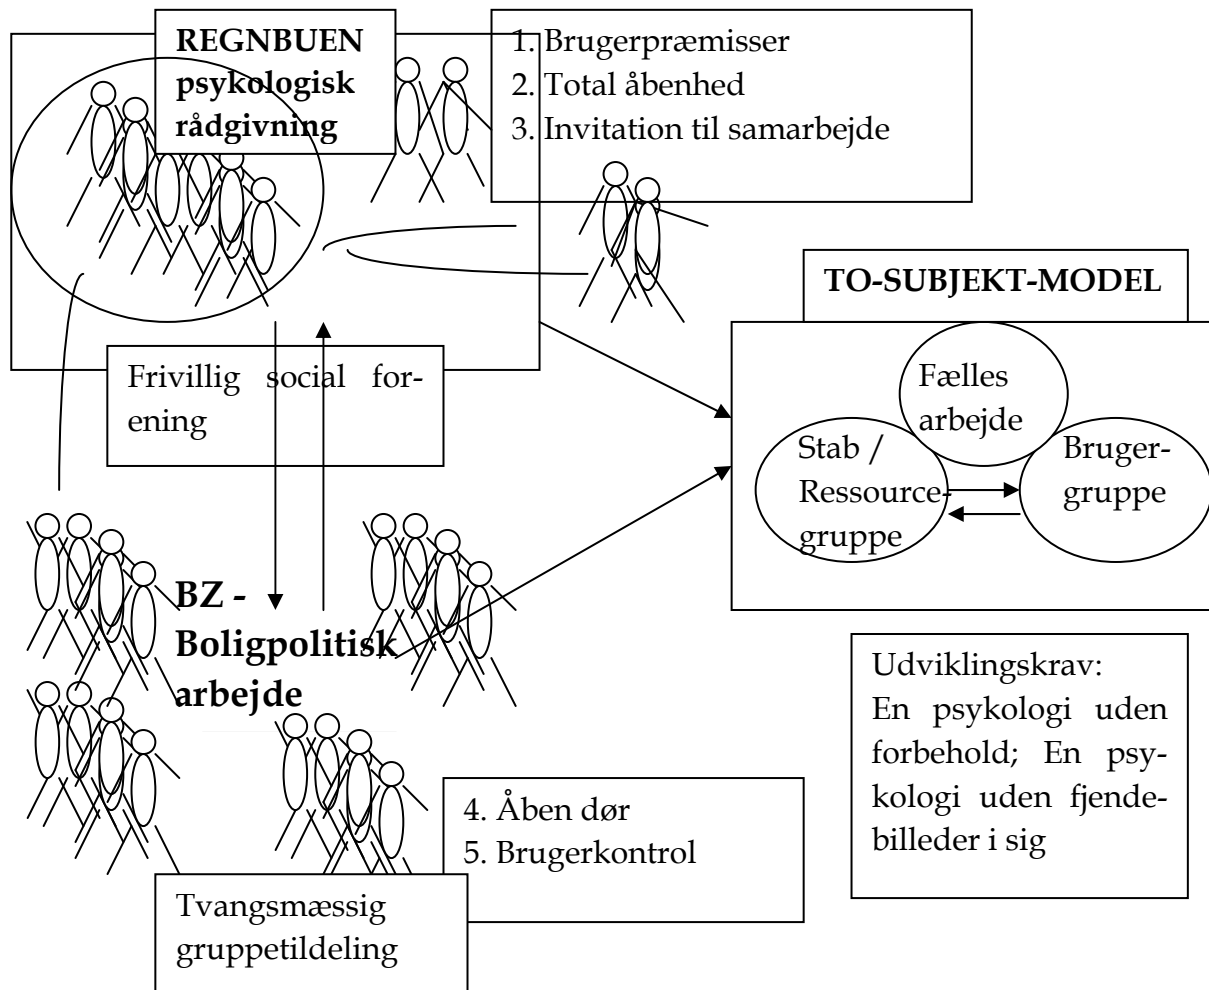 REGNBUEN
psykologisk
rådgivning
1. Brugerpræmisser
2. Total åbenhed
3. Invitation til samarbejde
TO-SUBJEKT-MODEL
Frivillig social for-
ening
Fælles
arbejde
Stab /
Ressource-
gruppe
Bruger-
gruppe
BZ -
Boligpolitisk
arbejde
Udviklingskrav:
En psykologi uden
forbehold; En psy-
kologi uden fjende-
billeder i sig
4. Åben dør
5. Brugerkontrol
Tvangsmæssig
gruppetildeling